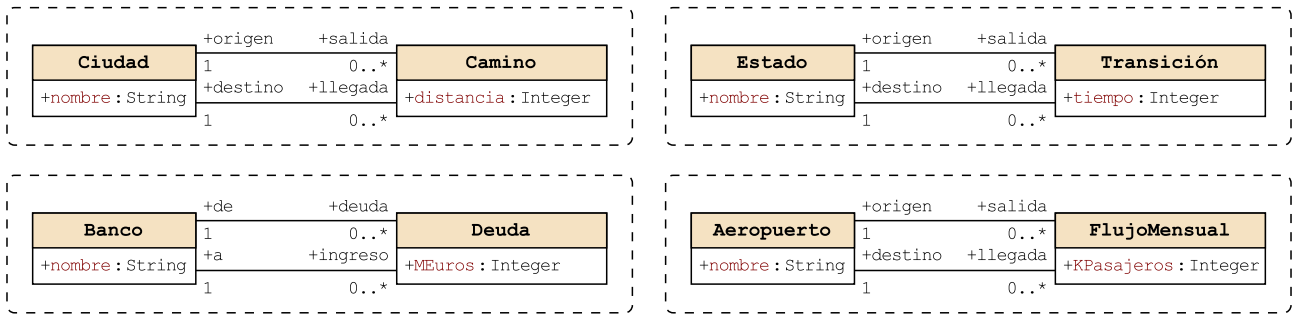 +origen +salida
Ciudad Camino
1 0..*
+destino +llegada
+nombre:String +distancia:Integer
1 0..*
+origen +salida
Estado Transición
1 0..*
+destino +llegada
+nombre:String +tiempo:Integer
1 0..*
+de +deuda
Banco Deuda
1 0..*
+a +ingreso
+nombre:String +MEuros:Integer
1 0..*
+origen +salida
Aeropuerto FlujoMensual
1 0..*
+destino +llegada
+nombre:String +KPasajeros:Integer
1 0..*